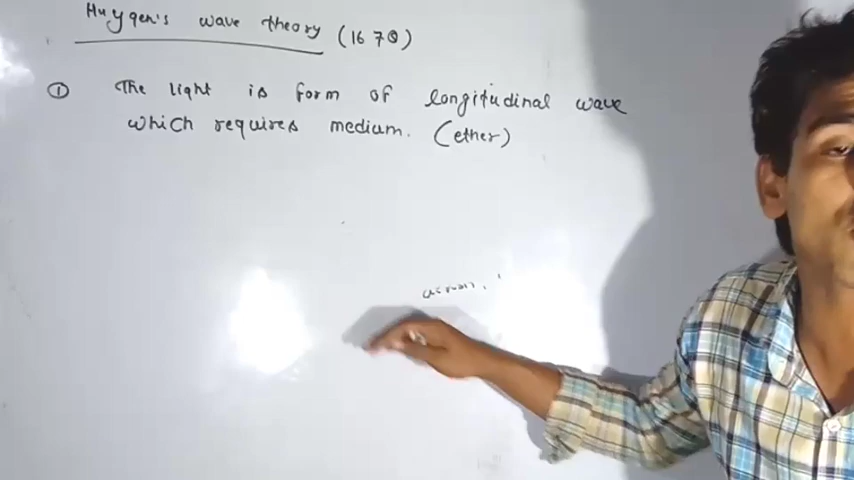 Huygen's wave theory (1670)
① The light is form of longitudinal wave
which requires medium. (ether)